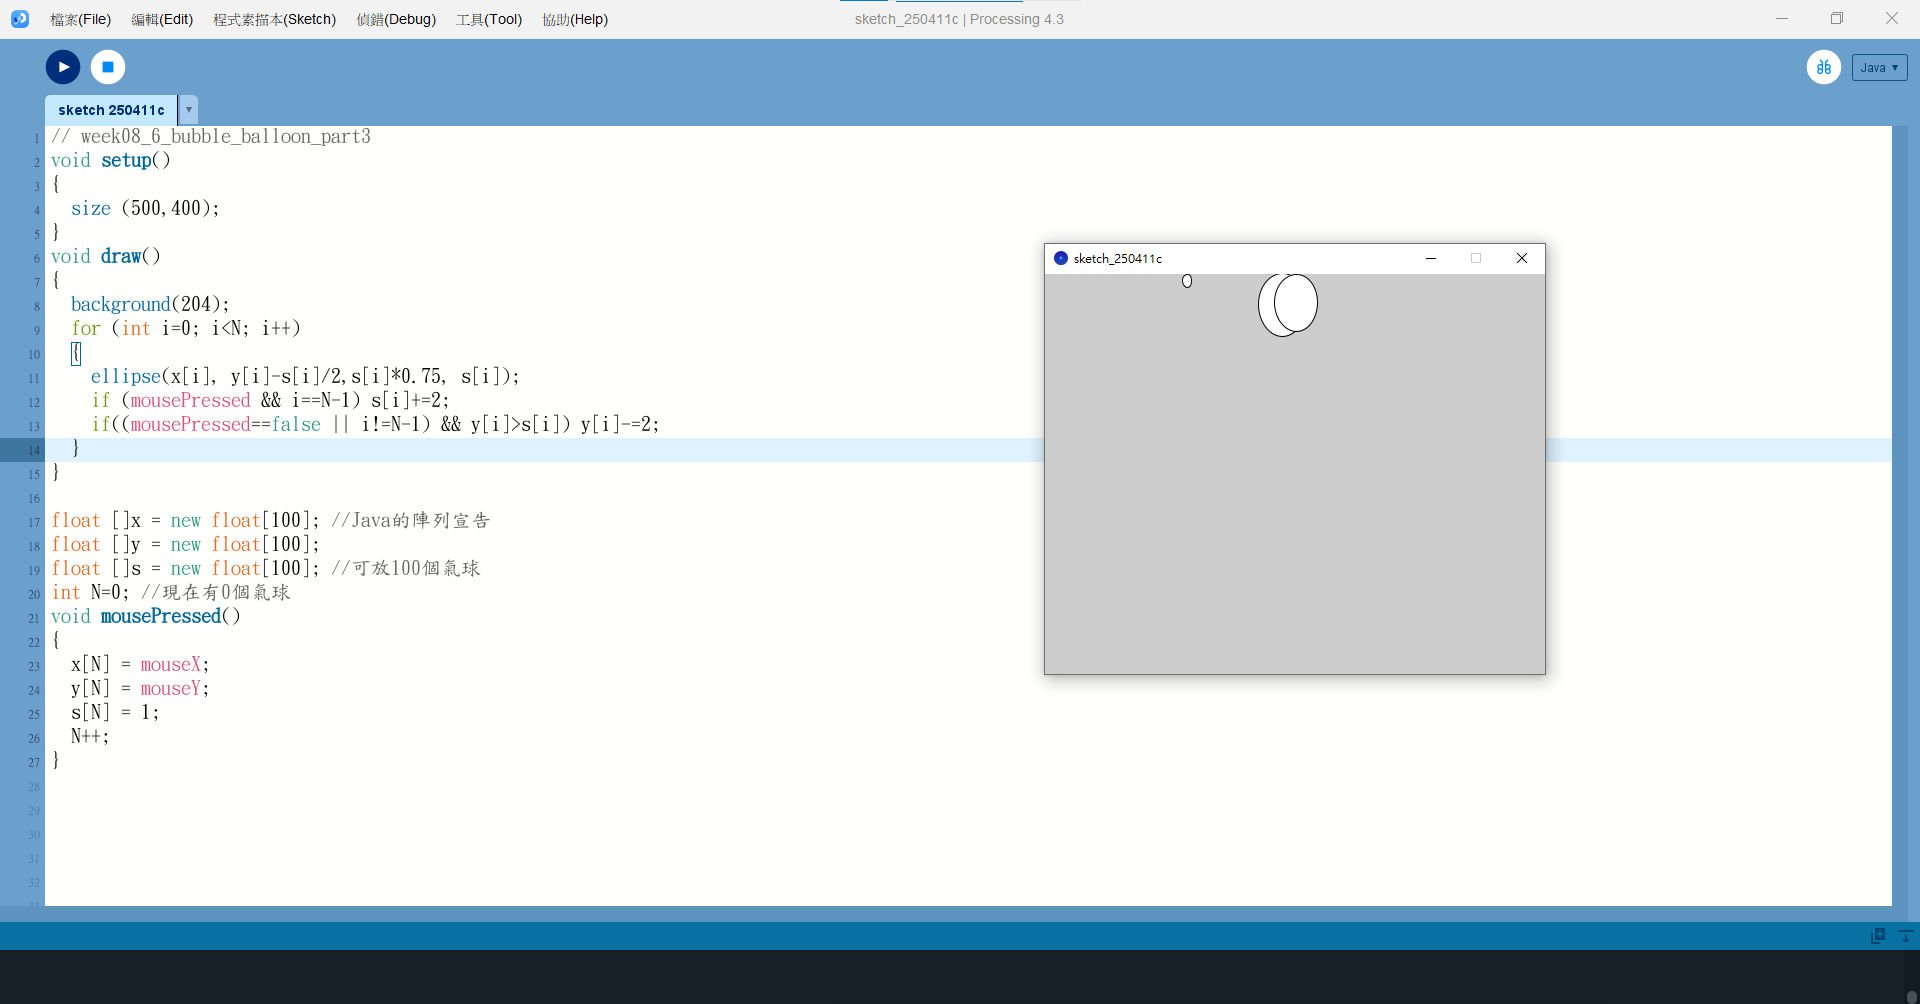 檔案(File) 編輯(Edit) 程式素描本(Sketch) 偵錯(Debug) 工具(Tool) 協助(Help) sketch_250411c | Processing 4.3
Java ▾
sketch 250411c ▾
1 // week08_6_bubble_balloon_part3
2 void setup()
3 {
4 size (500,400);
5 }
6 void draw()
7 {
8 background(204);
9 for (int i=0; i<N; i++)
10 {
11 ellipse(x[i], y[i]-s[i]/2,s[i]*0.75, s[i]);
12 if (mousePressed && i==N-1) s[i]+=2;
13 if((mousePressed==false || i!=N-1) && y[i]>s[i]) y[i]-=2;
14 }
15 }
16
17 float []x = new float[100]; //Java的陣列宣告
18 float []y = new float[100];
19 float []s = new float[100]; //可放100個氣球
20 int N=0; //現在有0個氣球
21 void mousePressed()
22 {
23 x[N] = mouseX;
24 y[N] = mouseY;
25 s[N] = 1;
26 N++;
27 }
28
29
30
31
32
sketch_250411c